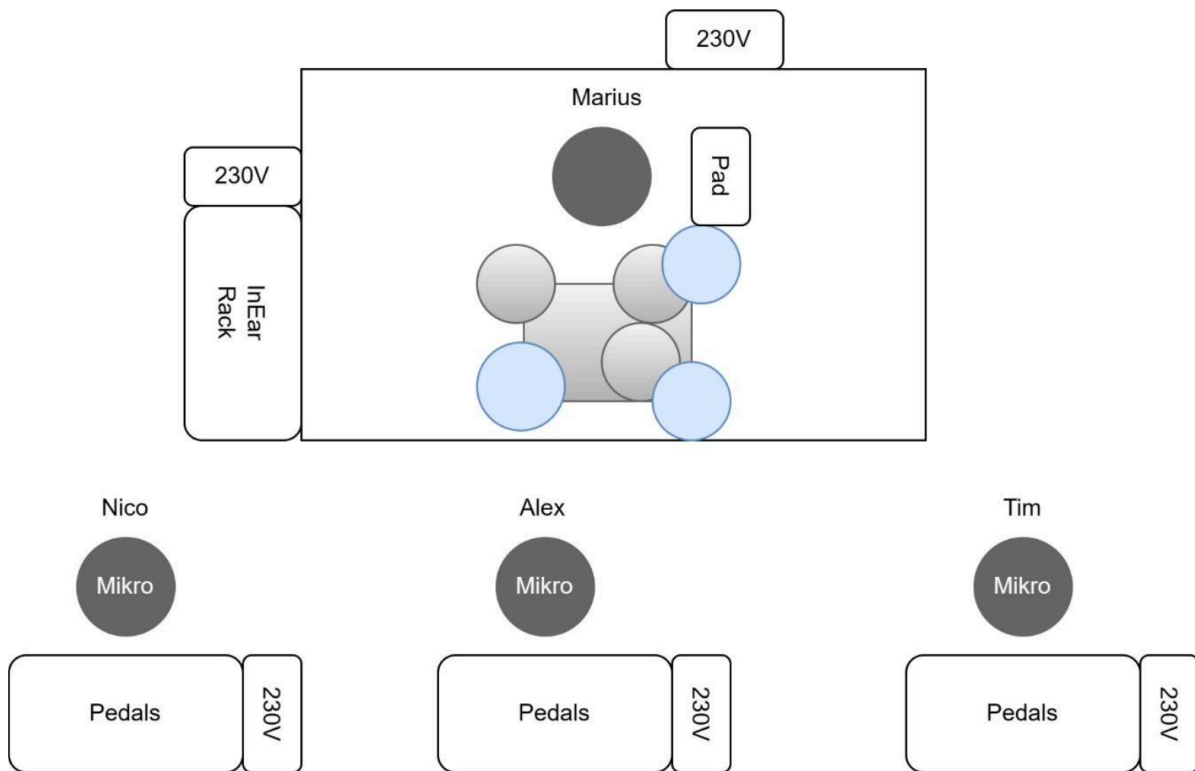 230V
Marius
230V
Pad
InEar
Rack
Nico
Alex
Tim
Mikro
Mikro
Mikro
Pedals
230V
Pedals
230V
Pedals
230V